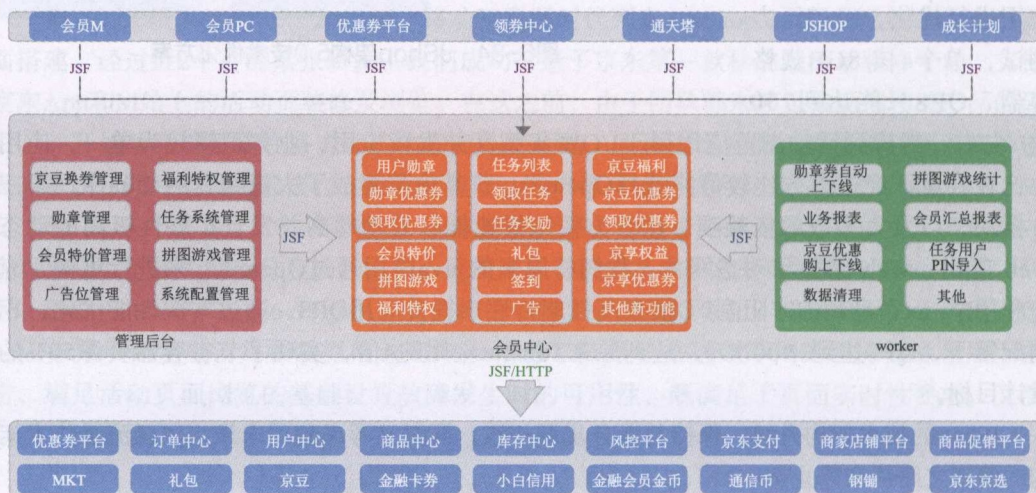 会员M 会员PC 优惠券平台 领券中心 通天塔 JSHOP 成长计划
JSF JSF JSF JSF JSF JSF JSF
京豆换券管理 福利特权管理
勋章管理 任务系统管理
会员特价管理 拼图游戏管理
广告位管理 系统配置管理
管理后台
JSF
用户勋章 任务列表 京豆福利
勋章优惠券 领取任务 京豆优惠券
领取优惠券 任务奖励 领取优惠券
会员特价 礼包 京享权益
拼图游戏 签到 京享优惠券
福利特权 广告 其他新功能
会员中心
JSF
勋章券自动
上下线
拼图游戏统计
业务报表 会员汇总报表
京豆优惠
购上下线
任务用户
PIN导入
数据清理 其他
worker
JSF/HTTP
优惠券平台 订单中心 用户中心 商品中心 库存中心 风控平台 京东支付 商家店铺平台 商品促销平台
MKT 礼包 京豆 金融卡券 小白信用 金融会员金币 通信币 钢镚 京东京选